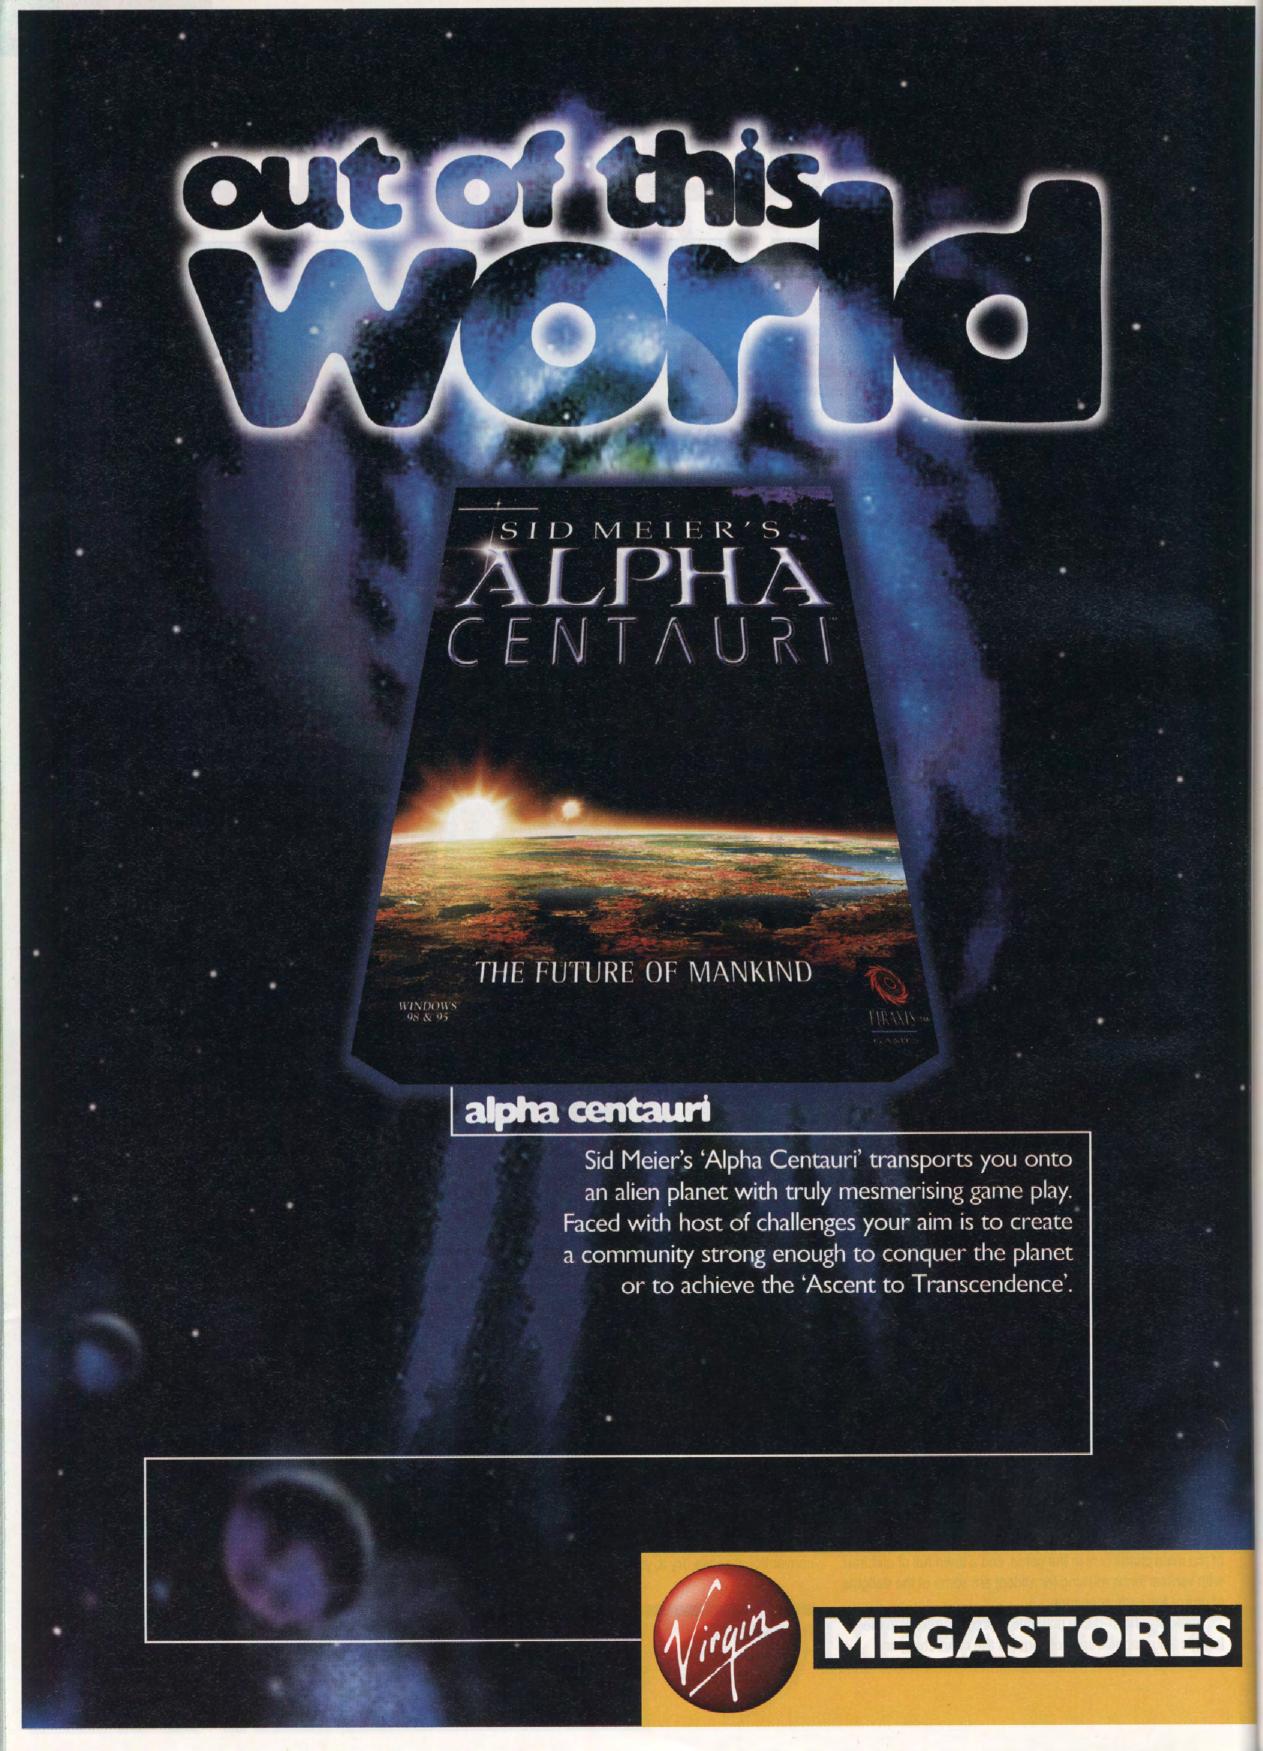 out of this
world
SID MEIER'S
ALPHA
CENTAURI™
THE FUTURE OF MANKIND
WINDOWS
98 & 95
FIRAXIS™
GAMES
alpha centauri
Sid Meier's 'Alpha Centauri' transports you onto
an alien planet with truly mesmerising game play.
Faced with host of challenges your aim is to create
a community strong enough to conquer the planet
or to achieve the 'Ascent to Transcendence'.
Virgin
MEGASTORES